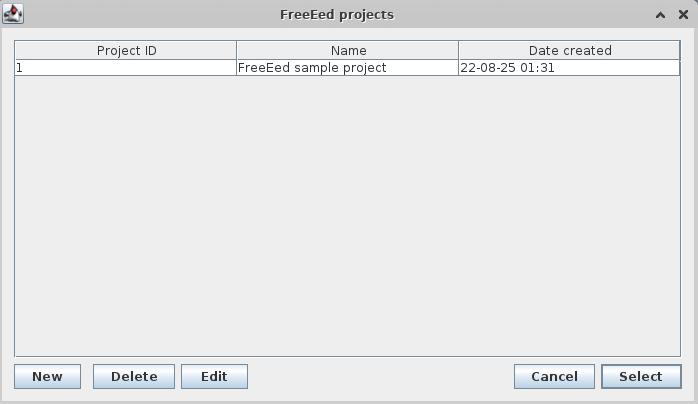 FreeEed projects
Project ID Name Date created
1 FreeEed sample project 22-08-25 01:31
New Delete Edit Cancel Select